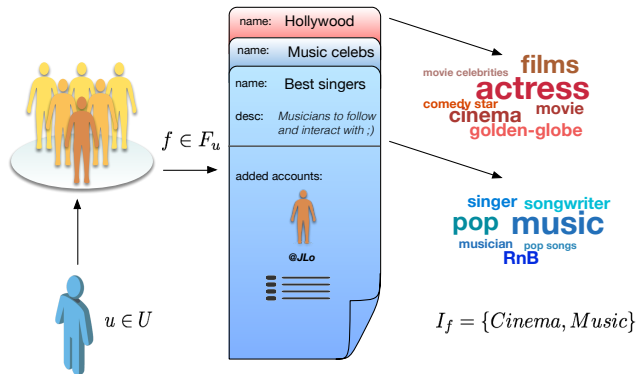 name: Hollywood
name: Music celebs
name: Best singers
desc: Musicians to follow
and interact with ;)
added accounts:
@JLo
f ∈ F_u
u ∈ U
films
movie celebrities
actress
comedy star
movie
cinema
golden-globe
singer
songwriter
pop
music
musician
pop songs
RnB
I_f = {Cinema, Music}